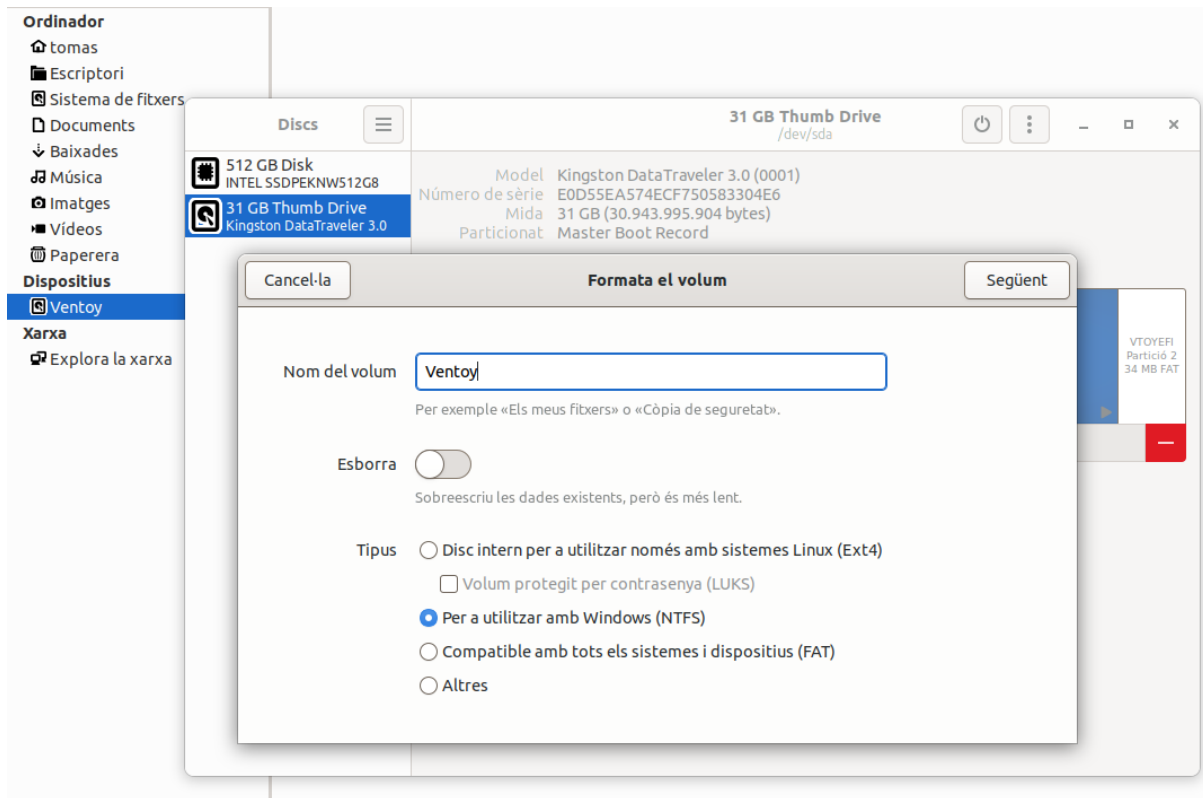 Ordinador
tomas
Escriptori
Sistema de fitxers
Documents
Baixades
Música
Imatges
Vídeos
Paperera
Dispositius
Ventoy
Xarxa
Explora la xarxa
Discs
31 GB Thumb Drive
/dev/sda
512 GB Disk
INTEL SSDPEKNW512G8
31 GB Thumb Drive
Kingston DataTraveler 3.0
Model Kingston DataTraveler 3.0 (0001)
Número de sèrie E0D55EA574ECF750583304E6
Mida 31 GB (30.943.995.904 bytes)
Particionat Master Boot Record
Cancel·la
Formata el volum
Següent
Nom del volum Ventoy
Per exemple «Els meus fitxers» o «Còpia de seguretat».
Esborra
Sobreescriu les dades existents, però és més lent.
Tipus Disc intern per a utilitzar només amb sistemes Linux (Ext4)
Volum protegit per contrasenya (LUKS)
Per a utilitzar amb Windows (NTFS)
Compatible amb tots els sistemes i dispositius (FAT)
Altres
VTOYEFI
Partició 2
34 MB FAT